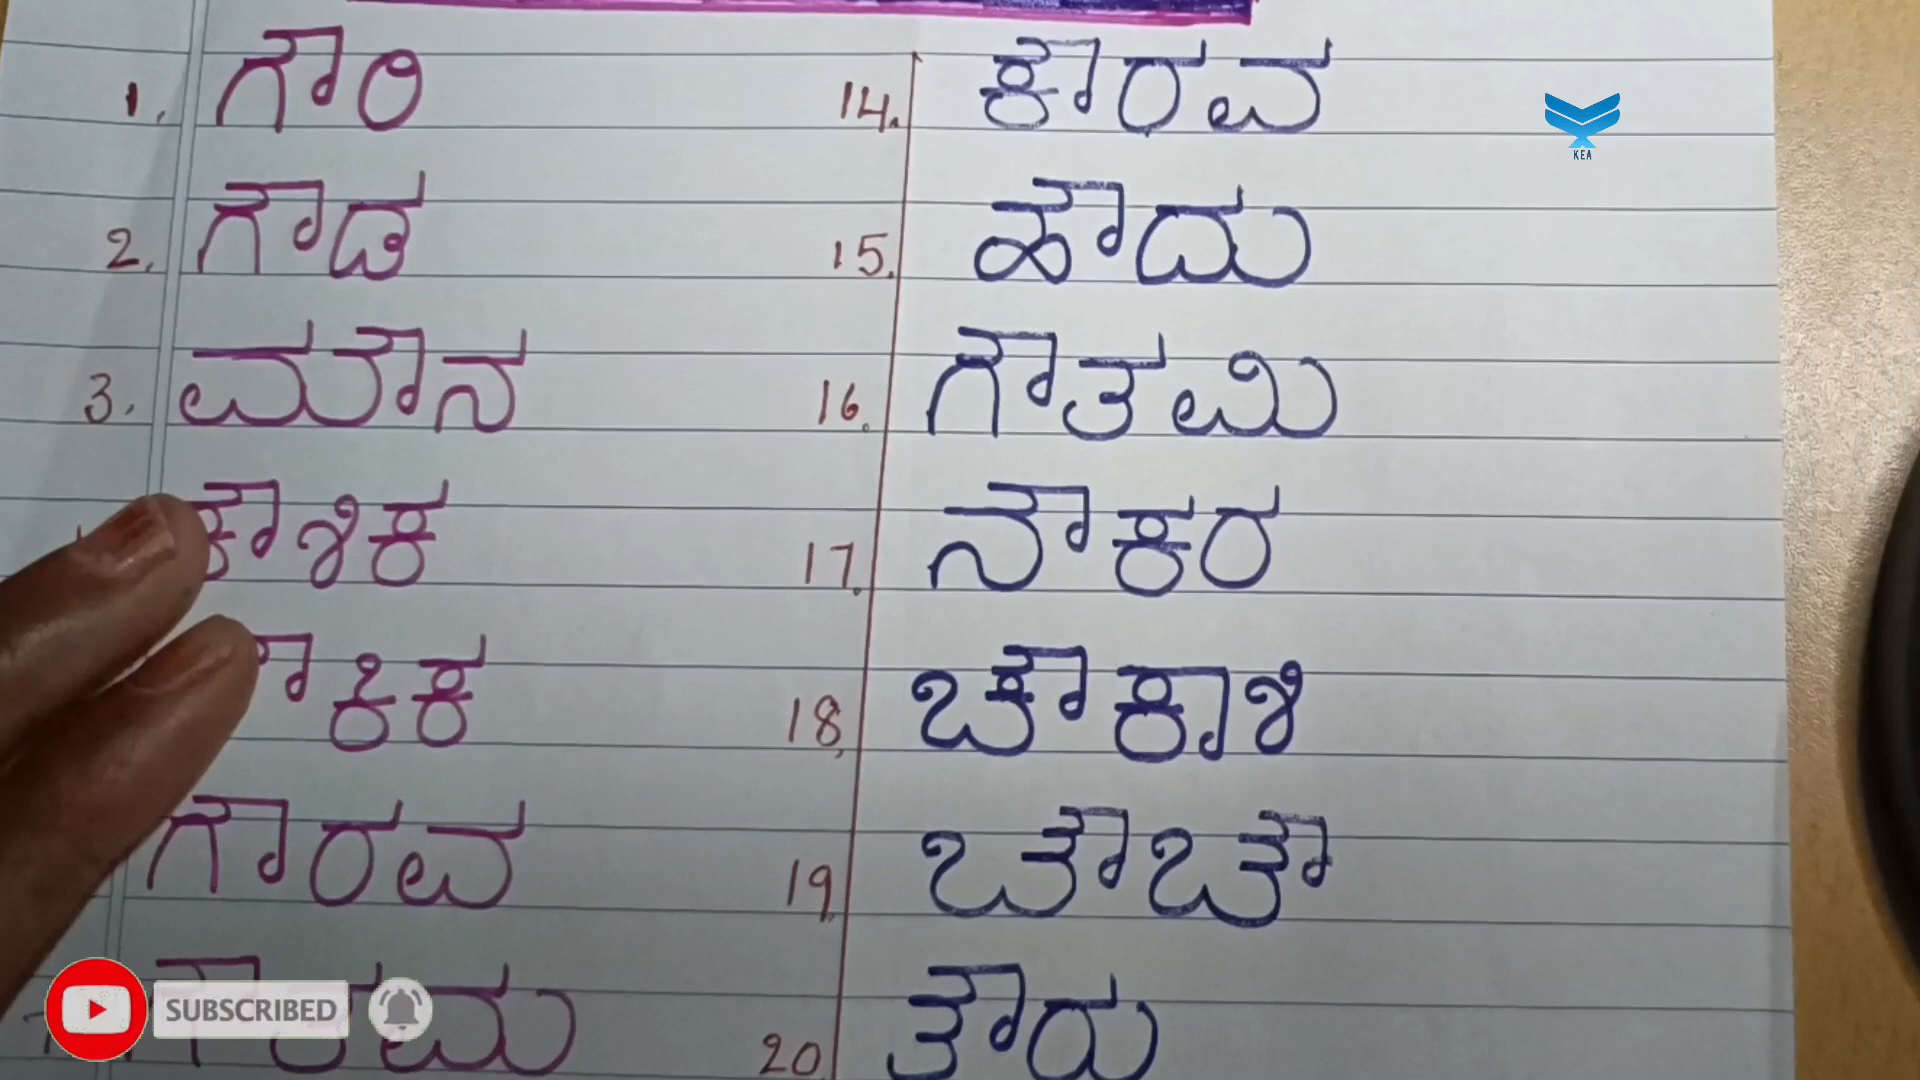 1. ಗೌರಿ
2. ಗೌಡ
3. ಮೌನ
ಕೌಶಿಕ
ಕಿಕ
ಗೌರವ
14. ಕೌರವ
15. ಹೌದು
16. ಗೌತಮಿ
17. ನೌಕರ
18. ಚೌಕಾಶಿ
19. ಚೌಚೌ
20 ತೌರು
KEA
SUBSCRIBED